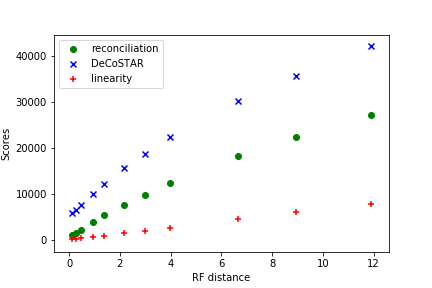 reconciliation
DeCoSTAR
linearity
40000
30000
20000
10000
0
Scores
0 2 4 6 8 10 12
RF distance